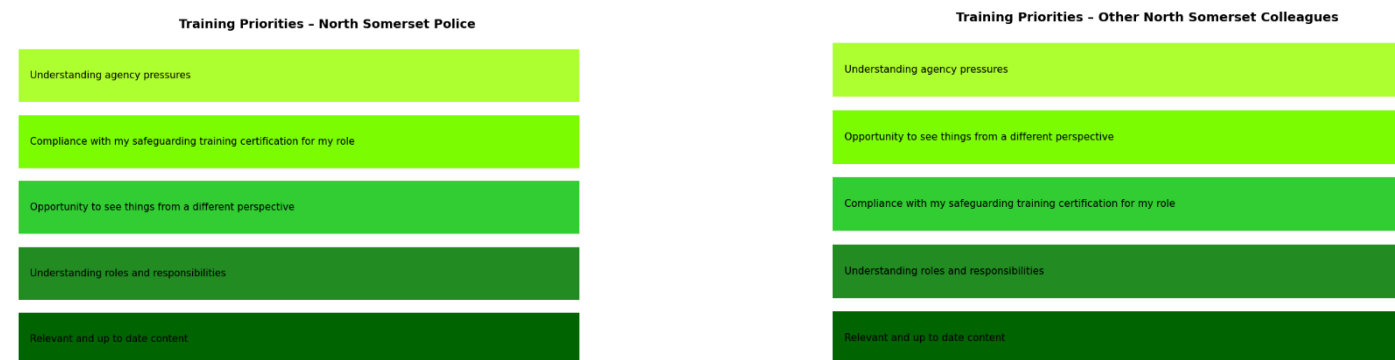 Training Priorities – North Somerset Police
Understanding agency pressures
Compliance with my safeguarding training certification for my role
Opportunity to see things from a different perspective
Understanding roles and responsibilities
Relevant and up to date content
Training Priorities – Other North Somerset Colleagues
Understanding agency pressures
Opportunity to see things from a different perspective
Compliance with my safeguarding training certification for my role
Understanding roles and responsibilities
Relevant and up to date content